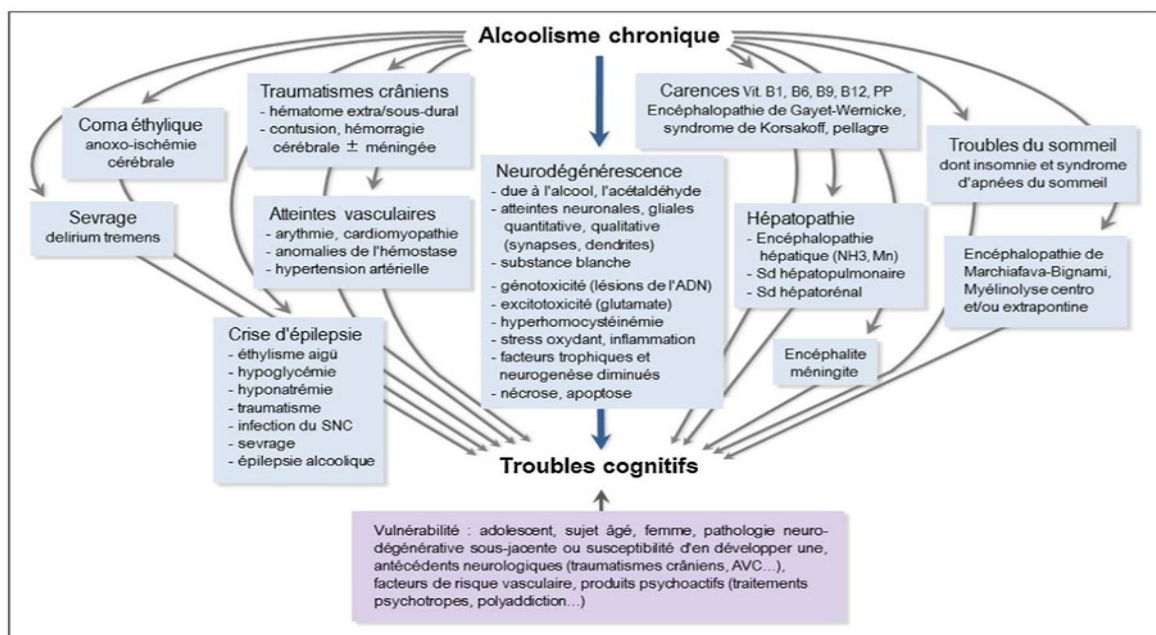 Alcoolisme chronique
Coma éthylique
anoxo-ischémie
cérébrale
Traumatismes crâniens
- hématome extra/sous-dural
- contusion, hémorragie
cérébrale ± méningée
Carences Vit. B1, B6, B9, B12, PP
Encéphalopathie de Gayet-Wernicke,
syndrome de Korsakoff, pellagre
Troubles du sommeil
dont insomnie et syndrome
d'apnées du sommeil
Sevrage
delirium tremens
Atteintes vasculaires
- arythmie, cardiomyopathie
- anomalies de l'hémostase
- hypertension artérielle
Neurodégénérescence
- due à l'alcool, l'acétaldéhyde
- atteintes neuronales, gliales
quantitative, qualitative
(synapses, dendrites)
- substance blanche
- génotoxicité (lésions de l'ADN)
- excitotoxicité (glutamate)
- hyperhomocystéinémie
- stress oxydant, inflammation
- facteurs trophiques et
neurogenèse diminués
- nécrose, apoptose
Hépatopathie
- Encéphalopathie
hépatique (NH3, Mn)
- Sd hépatopulmonaire
- Sd hépatorénal
Encéphalopathie de
Marchiafava-Bignami,
Myélinolyse centro
et/ou extrapontine
Crise d'épilepsie
- éthylisme aigü
- hypoglycémie
- hyponatrémie
- traumatisme
- infection du SNC
- sevrage
- épilepsie alcoolique
Encéphalite
méningite
Troubles cognitifs
Vulnérabilité : adolescent, sujet âgé, femme, pathologie neuro-
dégénérative sous-jacente ou susceptibilité d'en développer une,
antécédents neurologiques (traumatismes crâniens, AVC...),
facteurs de risque vasculaire, produits psychoactifs (traitements
psychotropes, polyaddiction...)